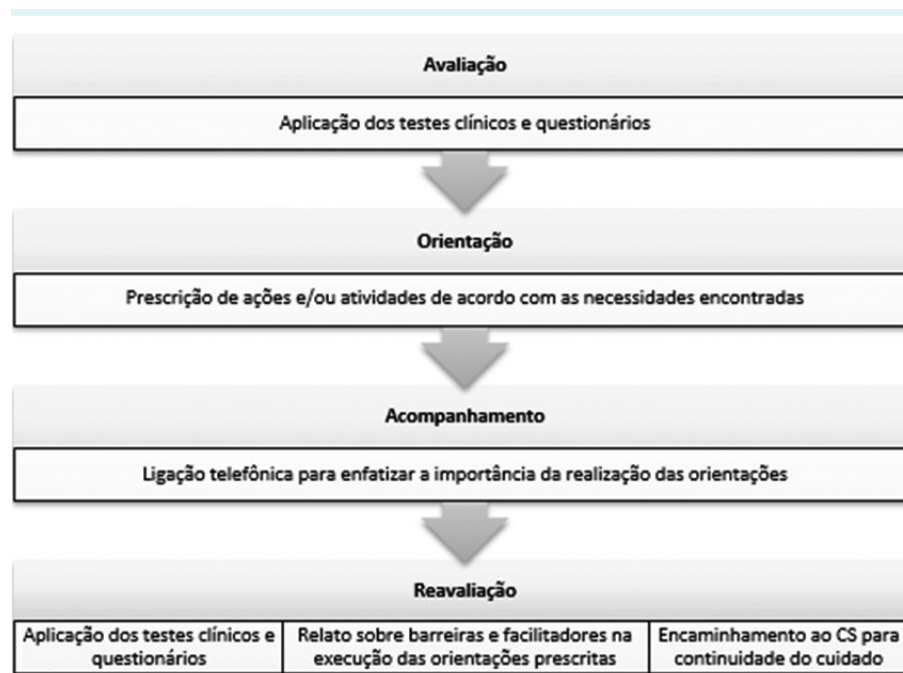 Avaliação
Aplicação dos testes clínicos e questionários
Orientação
Prescrição de ações e/ou atividades de acordo com as necessidades encontradas
Acompanhamento
Ligação telefônica para enfatizar a importância da realização das orientações
Reavaliação
Aplicação dos testes clínicos e
questionários
Relato sobre barreiras e facilitadores na
execução das orientações prescritas
Encaminhamento ao CS para
continuidade do cuidado